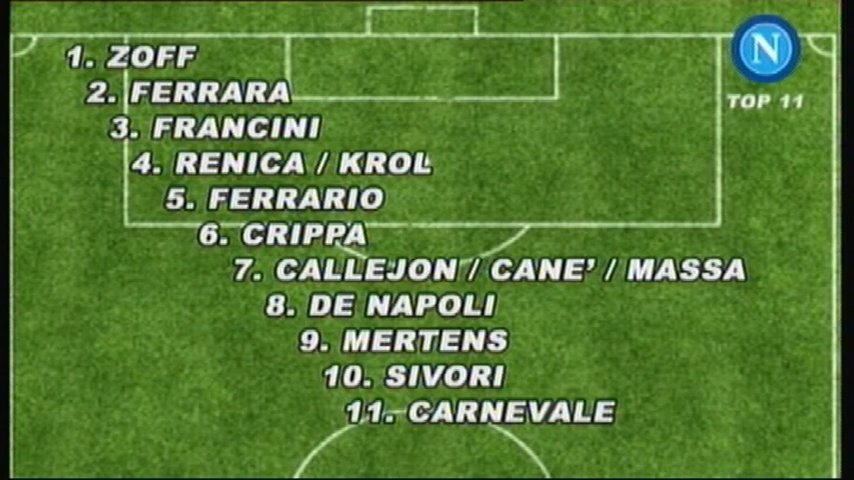 N
TOP 11
1. ZOFF
2. FERRARA
3. FRANCINI
4. RENICA / KROL
5. FERRARIO
6. CRIPPA
7. CALLEJON / CANE' / MASSA
8. DE NAPOLI
9. MERTENS
10. SIVORI
11. CARNEVALE